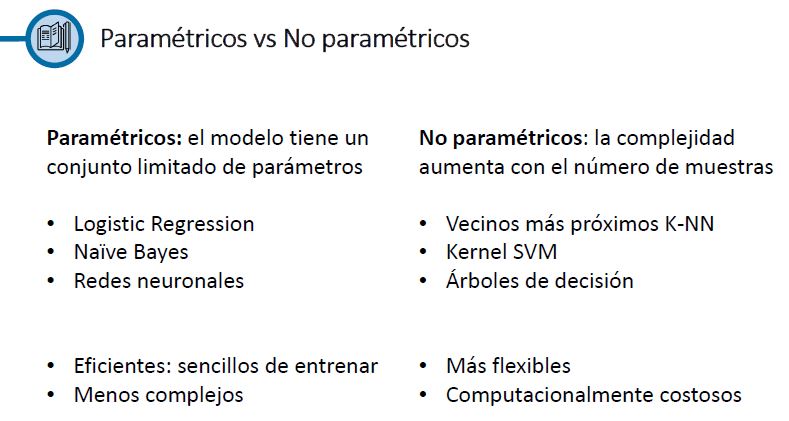 Paramétricos vs No paramétricos
Paramétricos: el modelo tiene un
conjunto limitado de parámetros
• Logistic Regression
• Naïve Bayes
• Redes neuronales
• Eficientes: sencillos de entrenar
• Menos complejos
No paramétricos: la complejidad
aumenta con el número de muestras
• Vecinos más próximos K-NN
• Kernel SVM
• Árboles de decisión
• Más flexibles
• Computacionalmente costosos